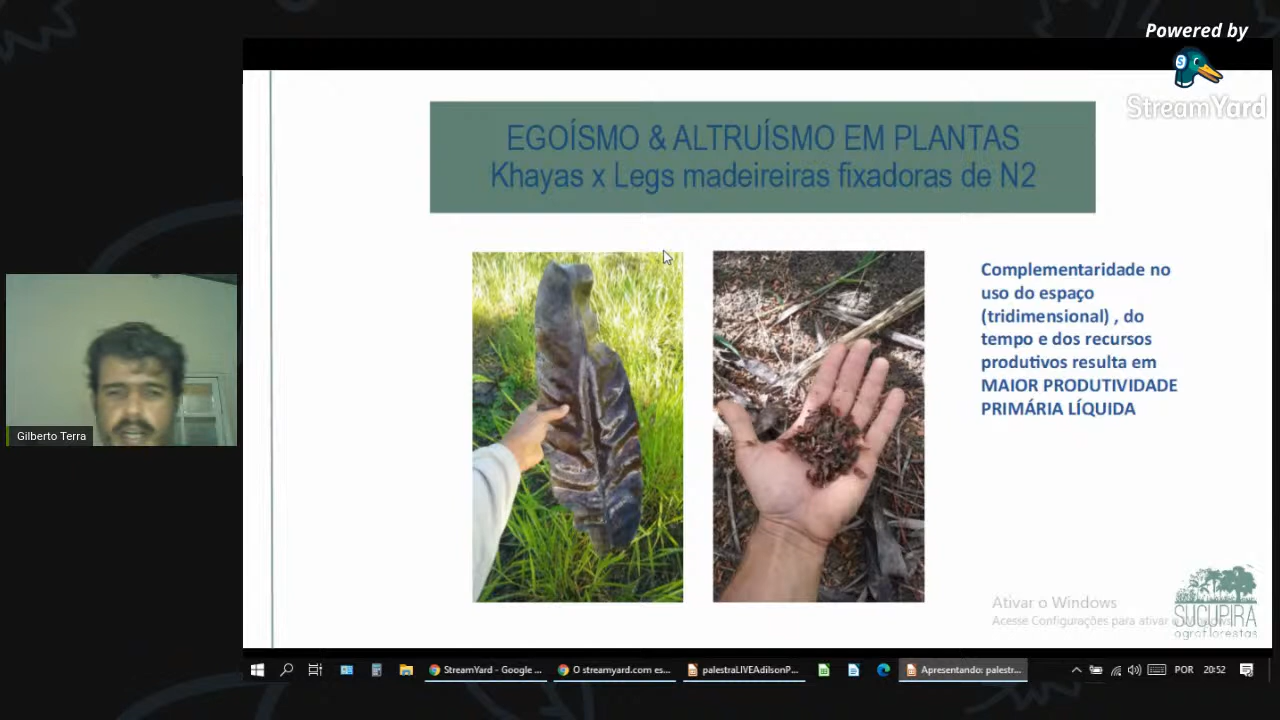 Powered by
StreamYard
EGOÍSMO & ALTRUÍSMO EM PLANTAS
Khayas x Legs madeireiras fixadoras de N2
Complementaridade no
uso do espaço
(tridimensional) , do
tempo e dos recursos
produtivos resulta em
MAIOR PRODUTIVIDADE
PRIMÁRIA LÍQUIDA
Gilberto Terra
Ativar o Windows
Acesse Configurações para ativar o Windows.
SUCUPIRA
agroflorestas
StreamYard - Google ...
O streamyard.com es...
palestraLIVEAdilsonP...
Apresentando: palestr...
POR
20:52